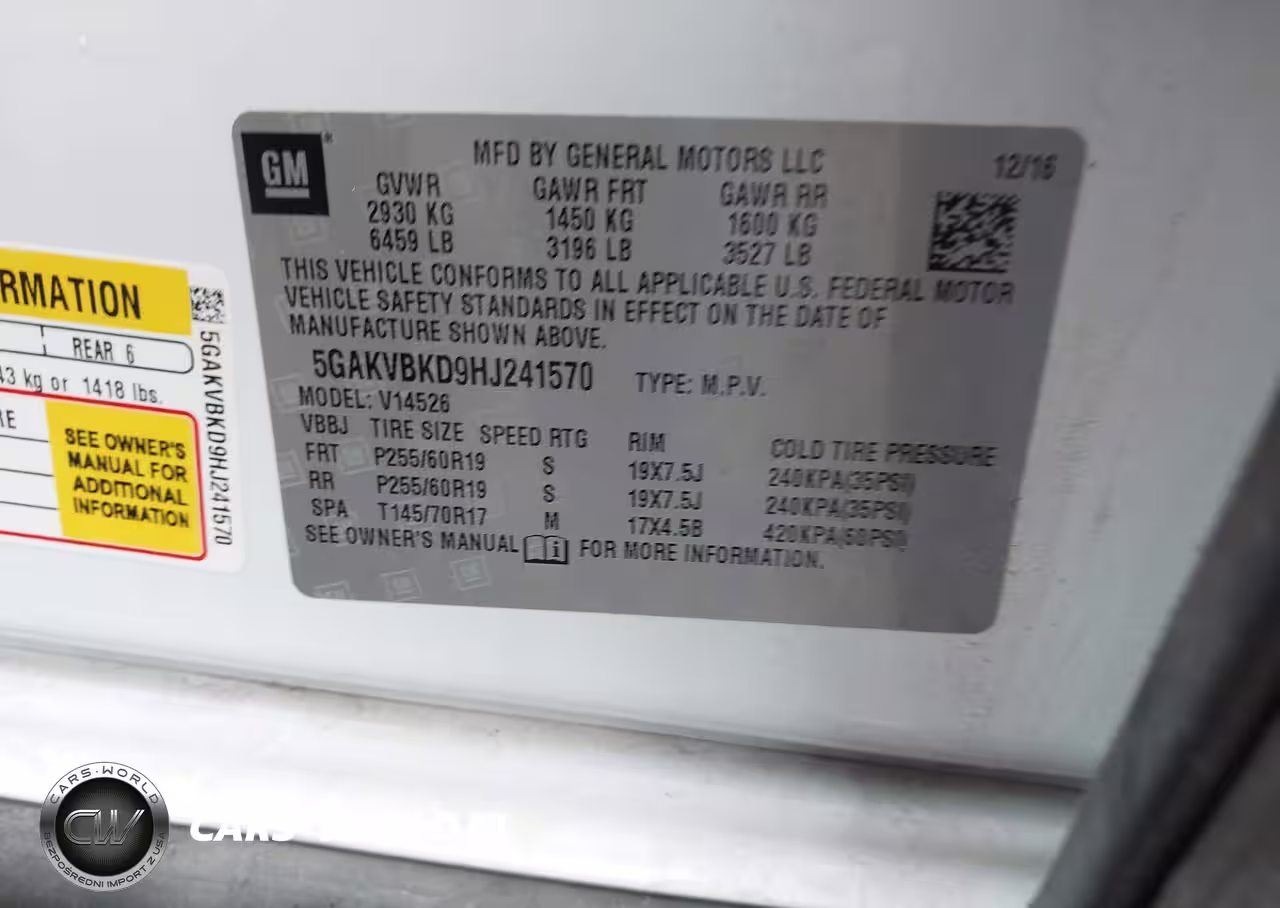 GM ®
MFD BY GENERAL MOTORS LLC 12/16
GVWR GAWR FRT GAWR RR
2930 KG 1450 KG 1600 KG
6459 LB 3196 LB 3527 LB
THIS VEHICLE CONFORMS TO ALL APPLICABLE U.S. FEDERAL MOTOR
VEHICLE SAFETY STANDARDS IN EFFECT ON THE DATE OF
MANUFACTURE SHOWN ABOVE.
5GAKVBKD9HJ241570 TYPE: M.P.V.
MODEL: V14526
VBBJ TIRE SIZE SPEED RTG RIM COLD TIRE PRESSURE
FRT P255/60R19 S 19X7.5J 240KPA(35PSI)
RR P255/60R19 S 19X7.5J 240KPA(35PSI)
SPA T145/70R17 M 17X4.5B 420KPA(60PSI)
SEE OWNER'S MANUAL FOR MORE INFORMATION.
RMATION
REAR 6
43 kg or 1418 lbs.
RE
SEE OWNER'S
MANUAL FOR
ADDITIONAL
INFORMATION
5GAKVBKD9HJ241570
CARS-WORLD
CW
BEZPOŚREDNI IMPORT Z USA
CARS